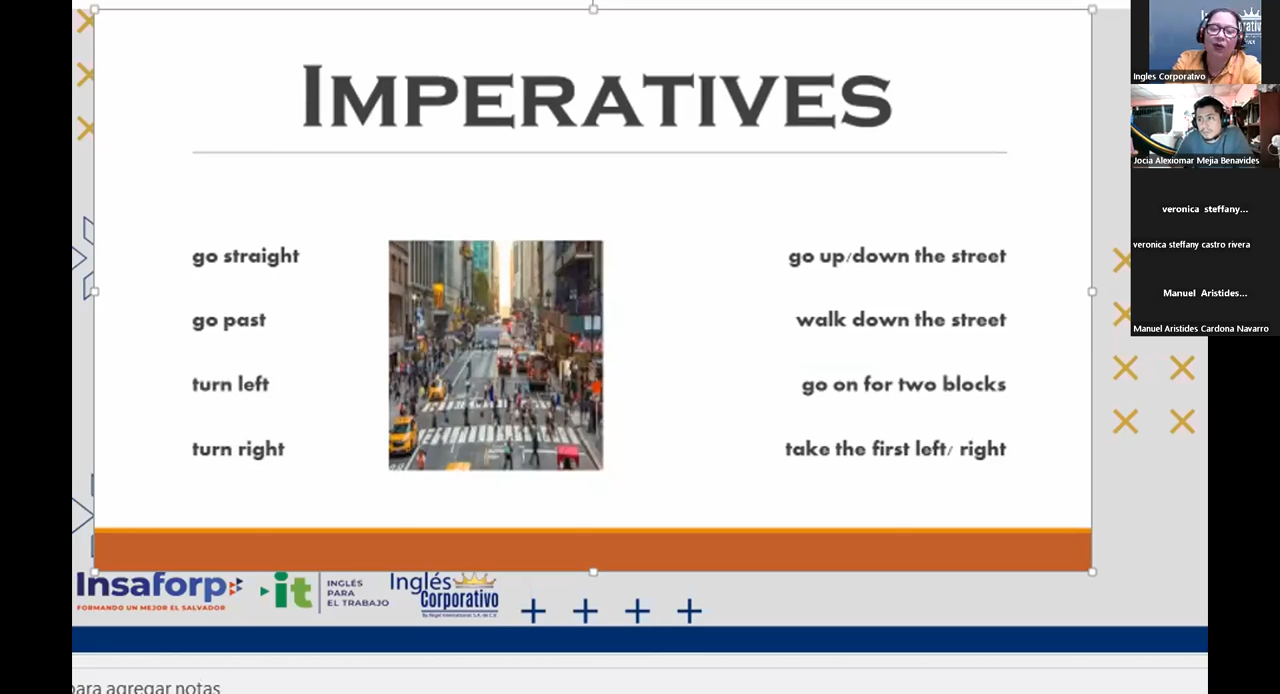 IMPERATIVES
go straight
go past
turn left
turn right
go up/down the street
walk down the street
go on for two blocks
take the first left/ right
Insaforp
FORMANDO UN MEJOR EL SALVADOR
it
INGLÉS
PARA
EL TRABAJO
Inglés
Corporativo
para agregar notas
Ingles Corporativo
Jocia Alexiomar Mejia Benavides
veronica steffany...
veronica steffany castro rivera
Manuel Aristides...
Manuel Aristides Cardona Navarro